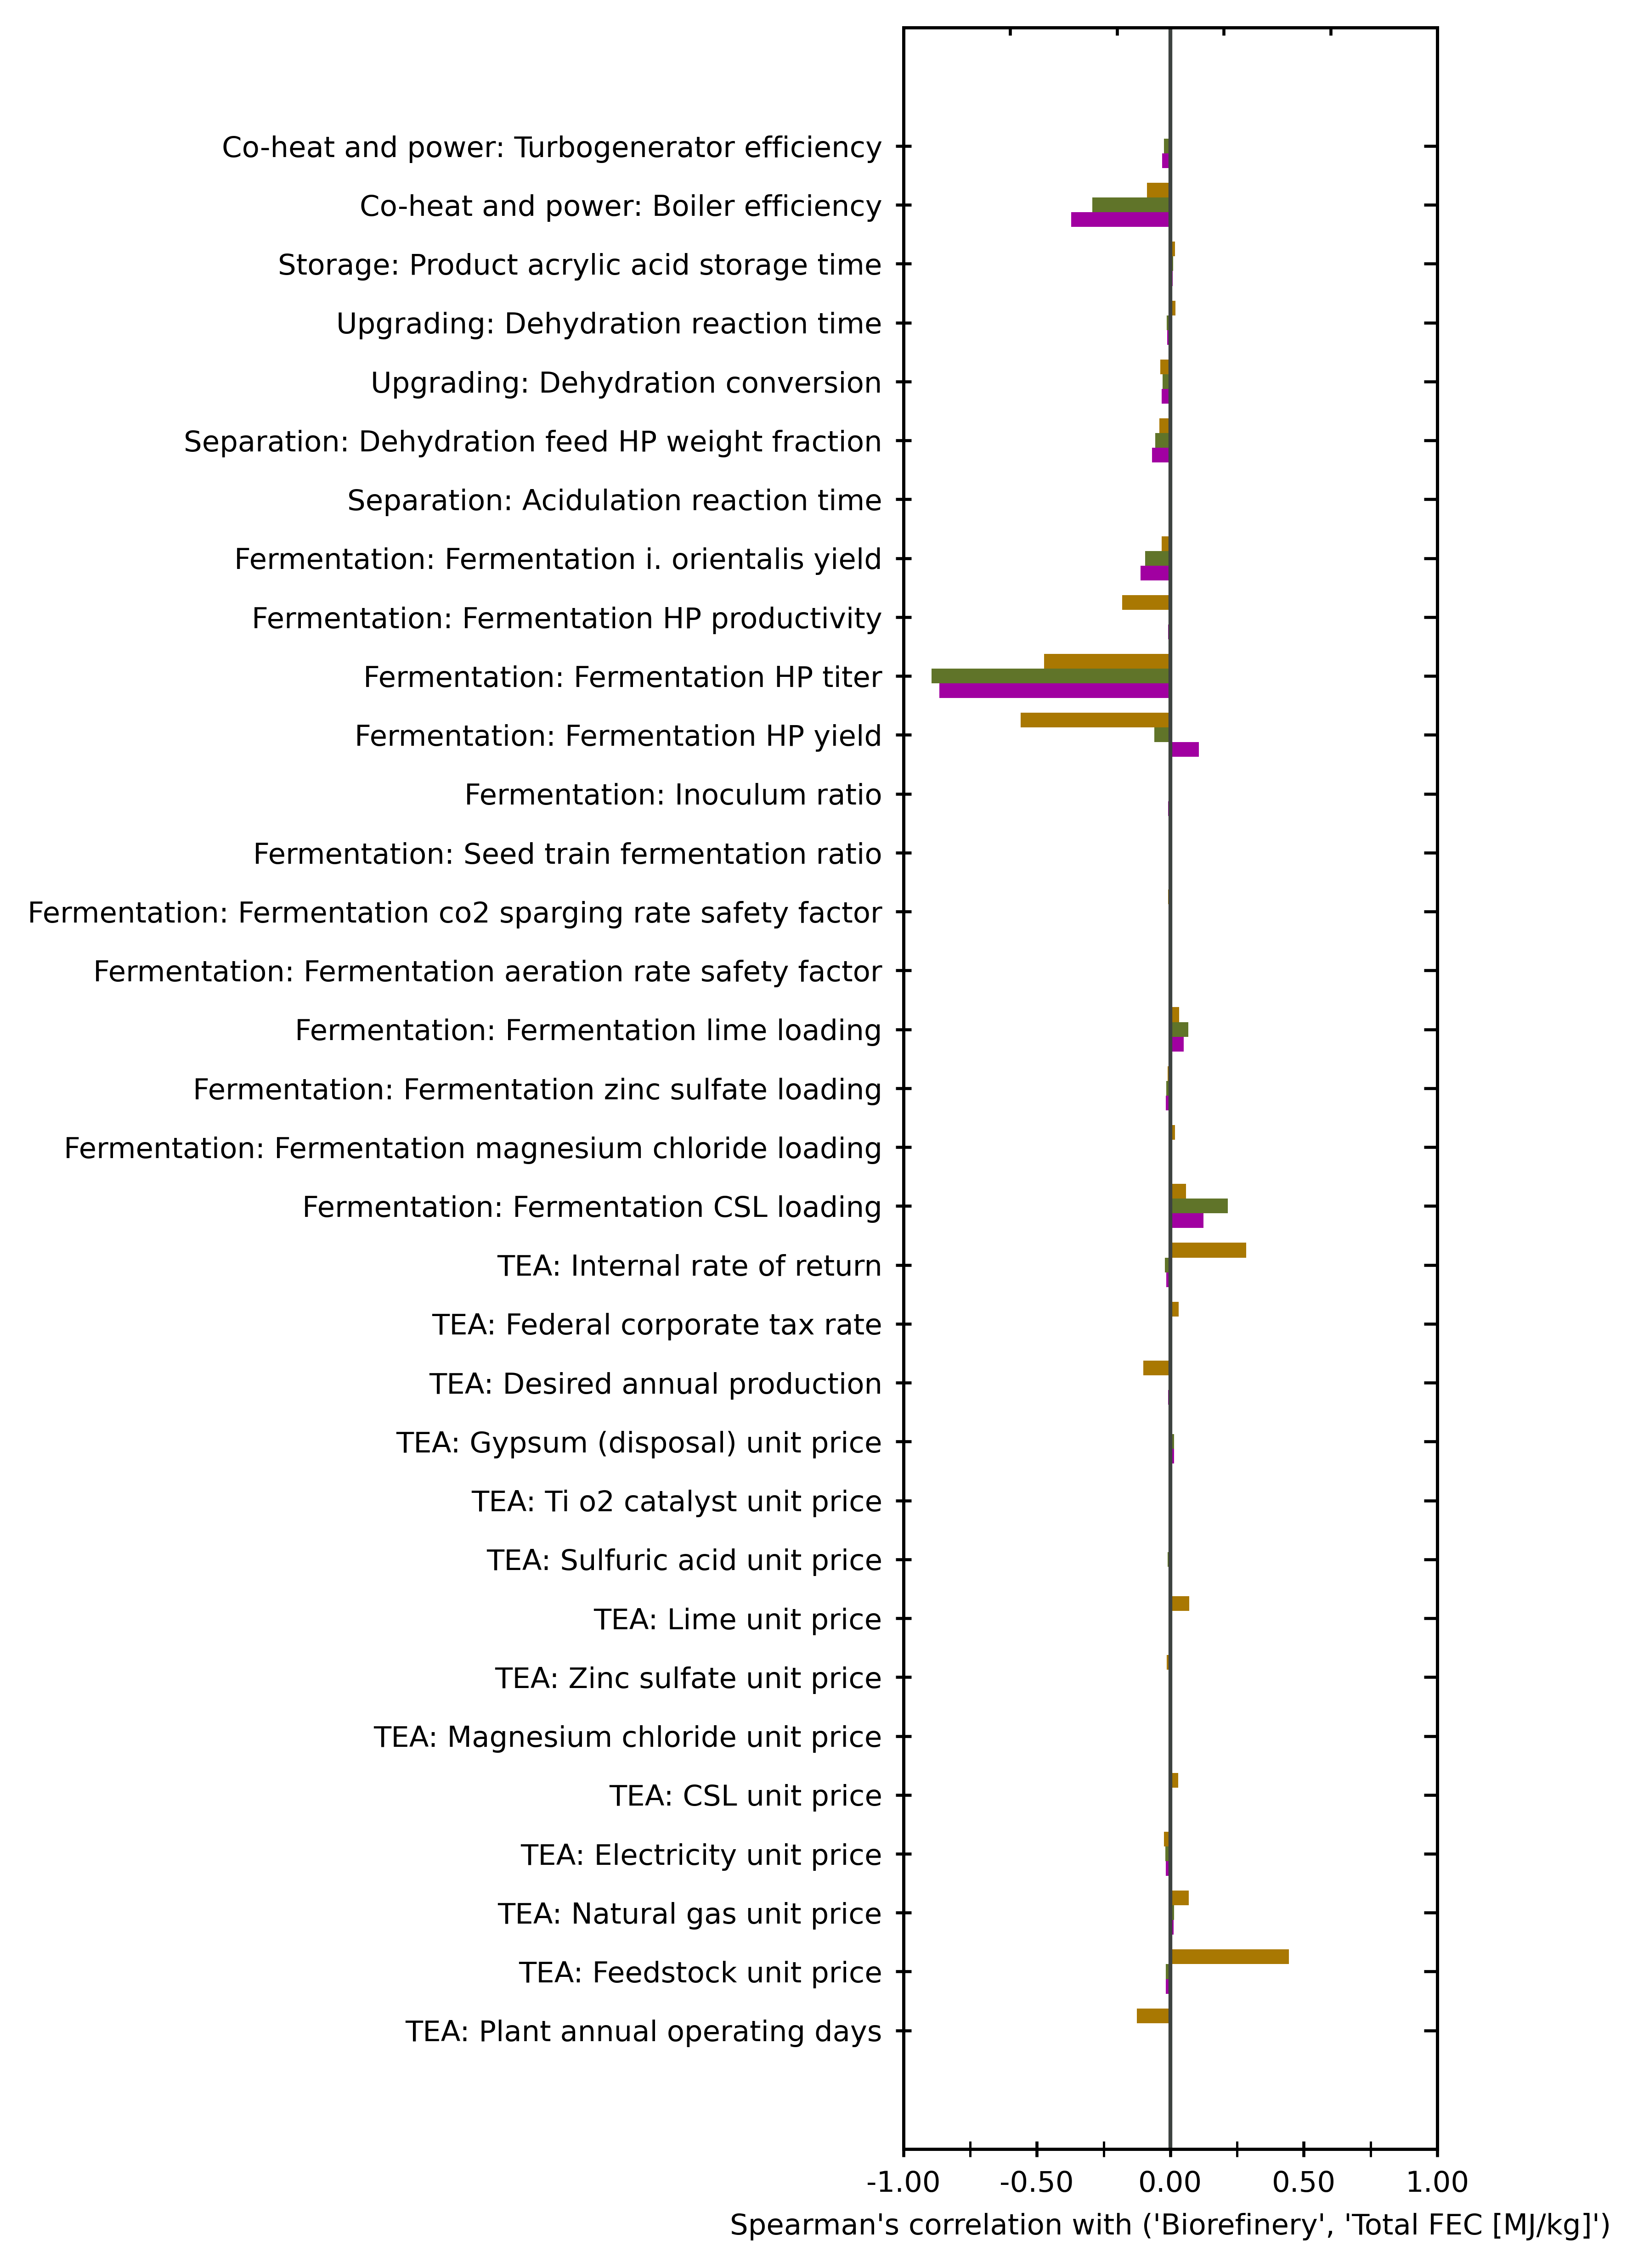 Co-heat and power: Turbogenerator efficiency
Co-heat and power: Boiler efficiency
Storage: Product acrylic acid storage time
Upgrading: Dehydration reaction time
Upgrading: Dehydration conversion
Separation: Dehydration feed HP weight fraction
Separation: Acidulation reaction time
Fermentation: Fermentation i. orientalis yield
Fermentation: Fermentation HP productivity
Fermentation: Fermentation HP titer
Fermentation: Fermentation HP yield
Fermentation: Inoculum ratio
Fermentation: Seed train fermentation ratio
Fermentation: Fermentation co2 sparging rate safety factor
Fermentation: Fermentation aeration rate safety factor
Fermentation: Fermentation lime loading
Fermentation: Fermentation zinc sulfate loading
Fermentation: Fermentation magnesium chloride loading
Fermentation: Fermentation CSL loading
TEA: Internal rate of return
TEA: Federal corporate tax rate
TEA: Desired annual production
TEA: Gypsum (disposal) unit price
TEA: Ti o2 catalyst unit price
TEA: Sulfuric acid unit price
TEA: Lime unit price
TEA: Zinc sulfate unit price
TEA: Magnesium chloride unit price
TEA: CSL unit price
TEA: Electricity unit price
TEA: Natural gas unit price
TEA: Feedstock unit price
TEA: Plant annual operating days
-1.00 -0.50 0.00 0.50 1.00
Spearman's correlation with ('Biorefinery', 'Total FEC [MJ/kg]')